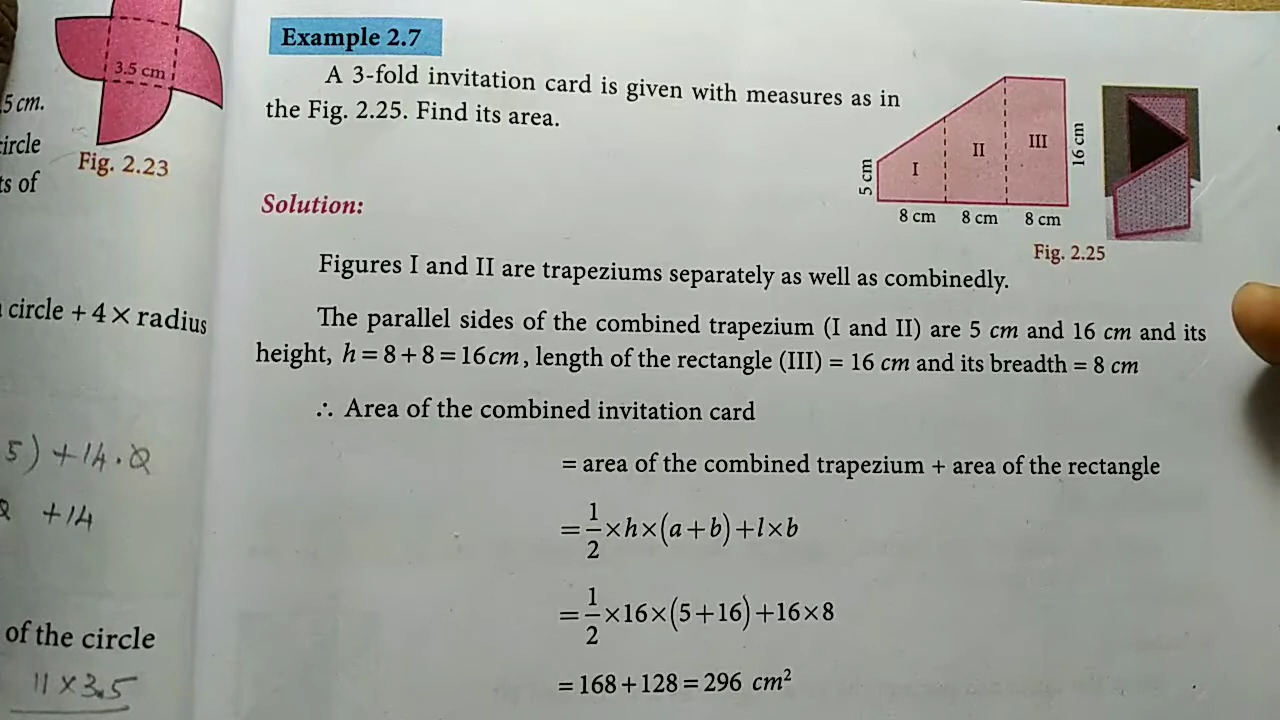 3.5 cm
5 cm.
circle
ts of
Fig. 2.23
circle + 4 × radius
5) + 14.
+14
of the circle
11 × 3.5
Example 2.7
A 3-fold invitation card is given with measures as in
the Fig. 2.25. Find its area.
I
II
III
5 cm
16 cm
8 cm 8 cm 8 cm
Fig. 2.25
Solution:
Figures I and II are trapeziums separately as well as combinedly.
The parallel sides of the combined trapezium (I and II) are 5 cm and 16 cm and its
height, h = 8 + 8 = 16 cm, length of the rectangle (III) = 16 cm and its breadth = 8 cm
∴ Area of the combined invitation card
= area of the combined trapezium + area of the rectangle
= 1/2 × h × (a + b) + l × b
= 1/2 × 16 × (5 + 16) + 16 × 8
= 168 + 128 = 296 cm²